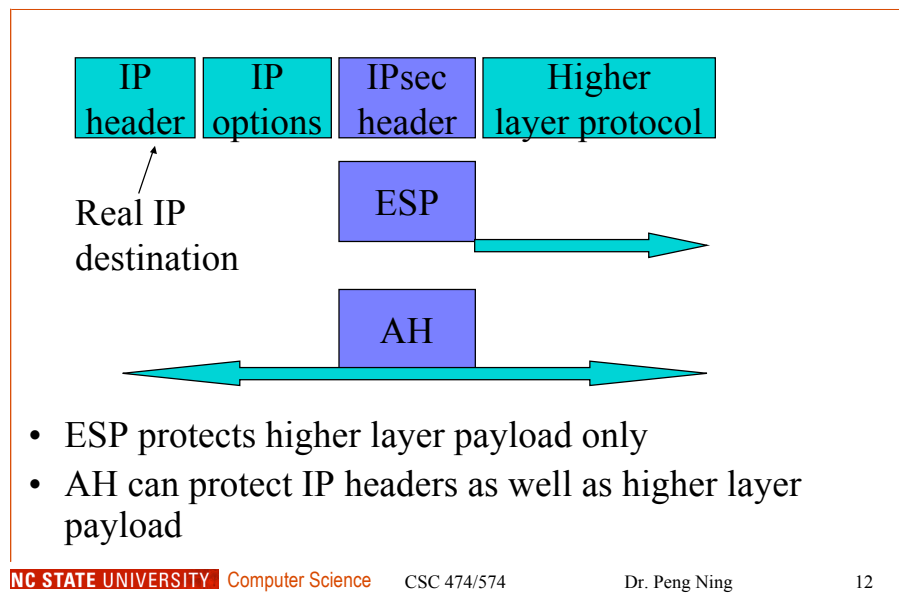 IP header
IP options
IPsec header
Higher layer protocol
Real IP destination
ESP
AH
• ESP protects higher layer payload only
• AH can protect IP headers as well as higher layer
payload
NC STATE UNIVERSITY Computer Science CSC 474/574 Dr. Peng Ning 12